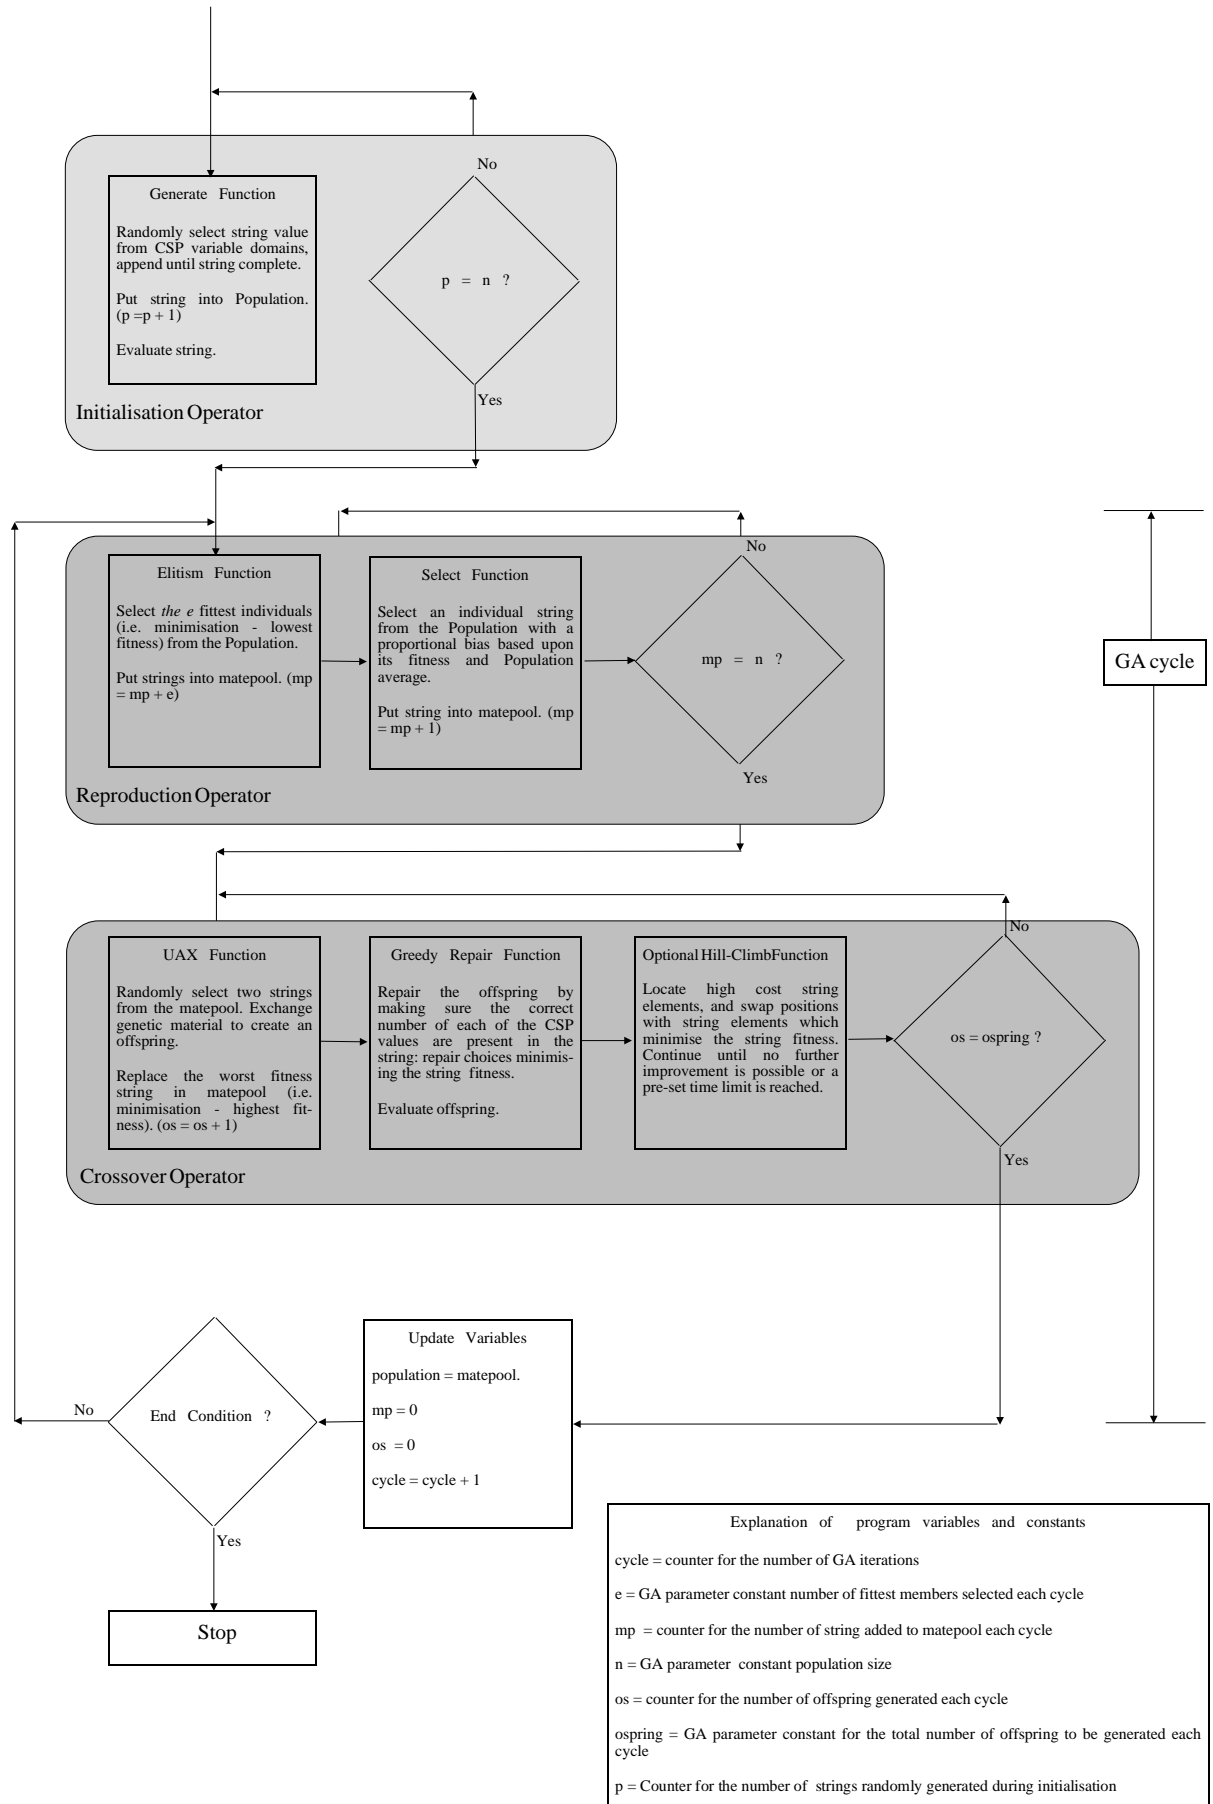 No
Generate Function
Randomly select string value
from CSP variable domains,
append until string complete.
Put string into Population.
(p =p + 1)
Evaluate string.
p = n ?
Yes
Initialisation Operator
No
Elitism Function
Select the e fittest individuals
(i.e. minimisation - lowest
fitness) from the Population.
Put strings into matepool. (mp
= mp + e)
Select Function
Select an individual string
from the Population with a
proportional bias based upon
its fitness and Population
average.
Put string into matepool. (mp
= mp + 1)
mp = n ?
Yes
Reproduction Operator
GA cycle
No
UAX Function
Randomly select two strings
from the matepool. Exchange
genetic material to create an
offspring.
Replace the worst fitness
string in matepool (i.e.
minimisation - highest fit-
ness). (os = os + 1)
Greedy Repair Function
Repair the offspring by
making sure the correct
number of each of the CSP
values are present in the
string: repair choices minimis-
ing the string fitness.
Evaluate offspring.
Optional Hill-ClimbFunction
Locate high cost string
elements, and swap positions
with string elements which
minimise the string fitness.
Continue until no further
improvement is possible or a
pre-set time limit is reached.
os = ospring ?
Yes
Crossover Operator
Update Variables
population = matepool.
mp = 0
os = 0
cycle = cycle + 1
No
End Condition ?
Yes
Stop
Explanation of program variables and constants
cycle = counter for the number of GA iterations
e = GA parameter constant number of fittest members selected each cycle
mp = counter for the number of string added to matepool each cycle
n = GA parameter constant population size
os = counter for the number of offspring generated each cycle
ospring = GA parameter constant for the total number of offspring to be generated each
cycle
p = Counter for the number of strings randomly generated during initialisation